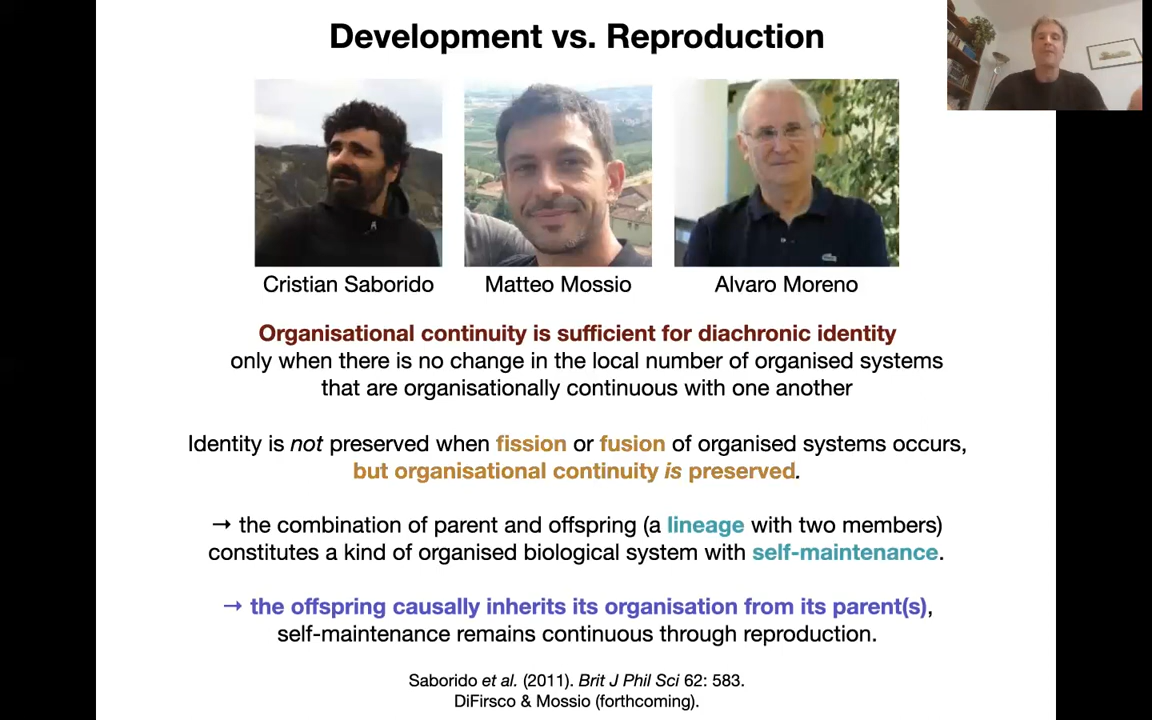 Development vs. Reproduction
Cristian Saborido
Matteo Mossio
Alvaro Moreno
Organisational continuity is sufficient for diachronic identity
only when there is no change in the local number of organised systems
that are organisationally continuous with one another
Identity is not preserved when fission or fusion of organised systems occurs,
but organisational continuity is preserved.
→ the combination of parent and offspring (a lineage with two members)
constitutes a kind of organised biological system with self-maintenance.
→ the offspring causally inherits its organisation from its parent(s),
self-maintenance remains continuous through reproduction.
Saborido et al. (2011). Brit J Phil Sci 62: 583.
DiFirsco & Mossio (forthcoming).